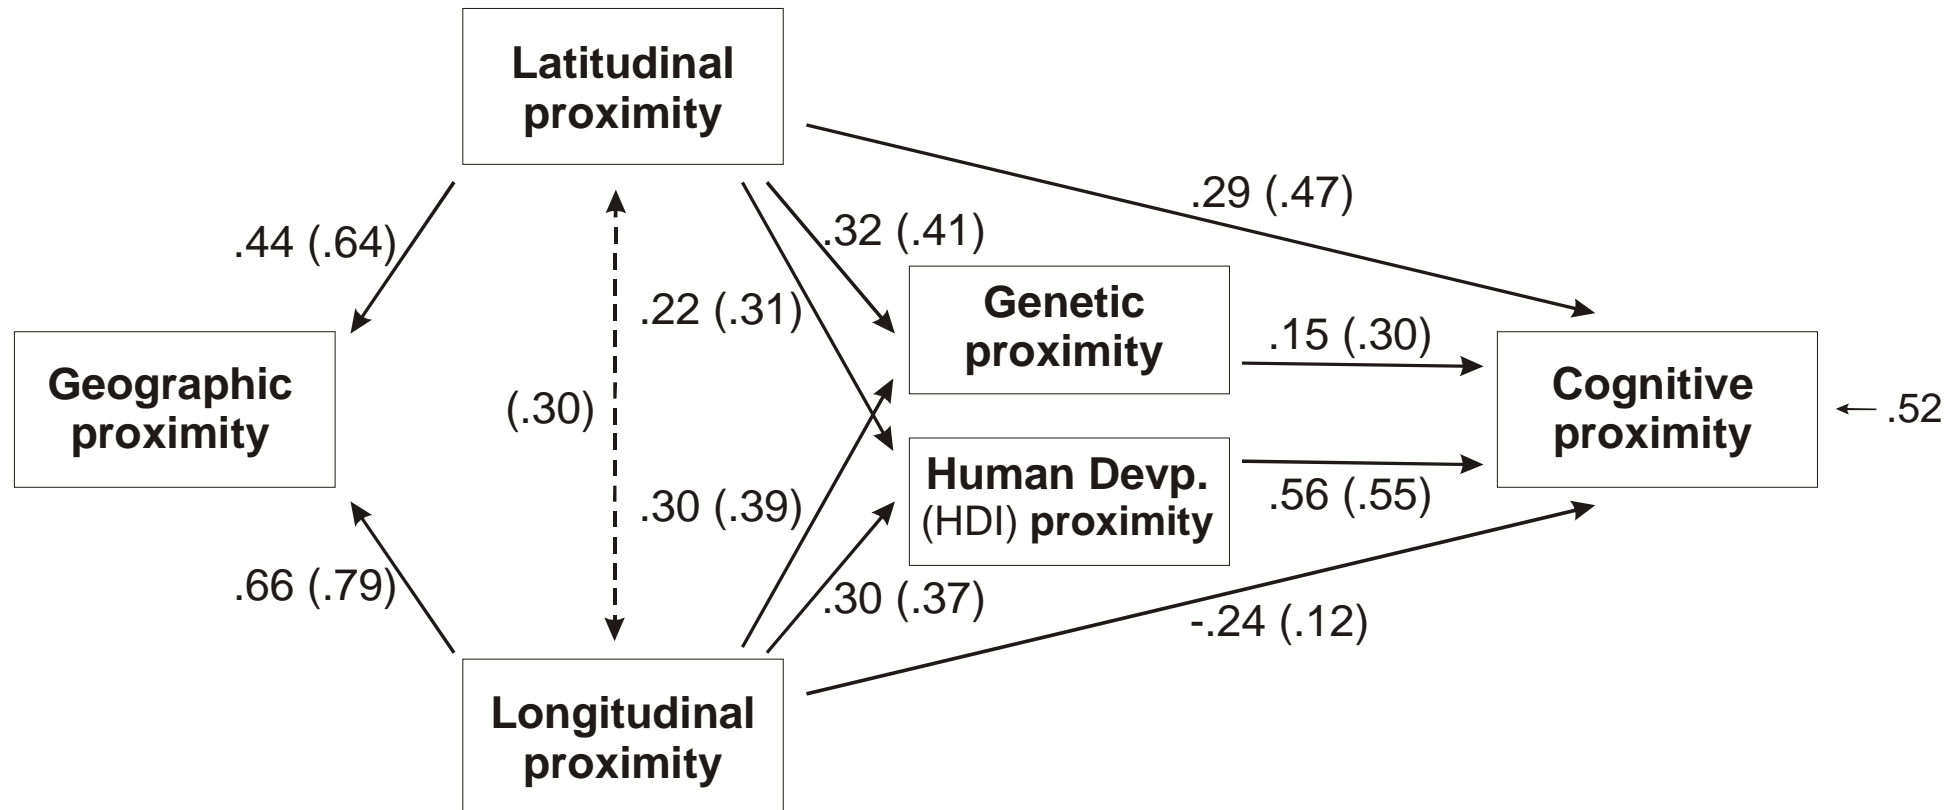 Latitudinal
proximity
.29 (.47)
.32 (.41)
.44 (.64)
.22 (.31)
Genetic
proximity
.15 (.30)
Geographic
proximity
(.30)
Cognitive
proximity
.52
Human Devp.
(HDI) proximity
.56 (.55)
.30 (.39)
.66 (.79)
.30 (.37)
-.24 (.12)
Longitudinal
proximity